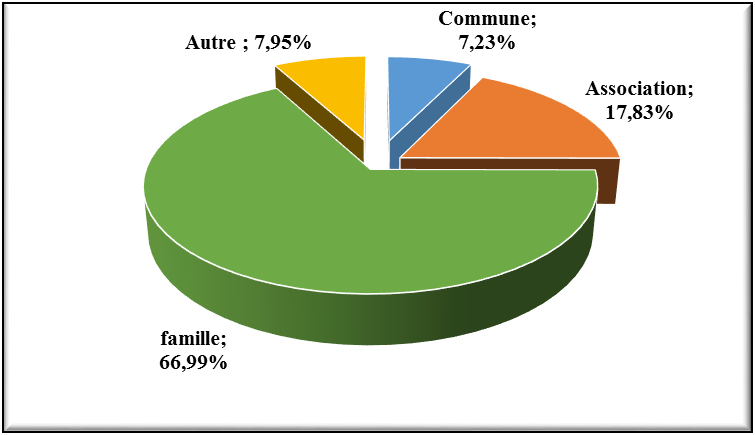 Autre ; 7,95%
Commune;
7,23%
Association;
17,83%
famille;
66,99%